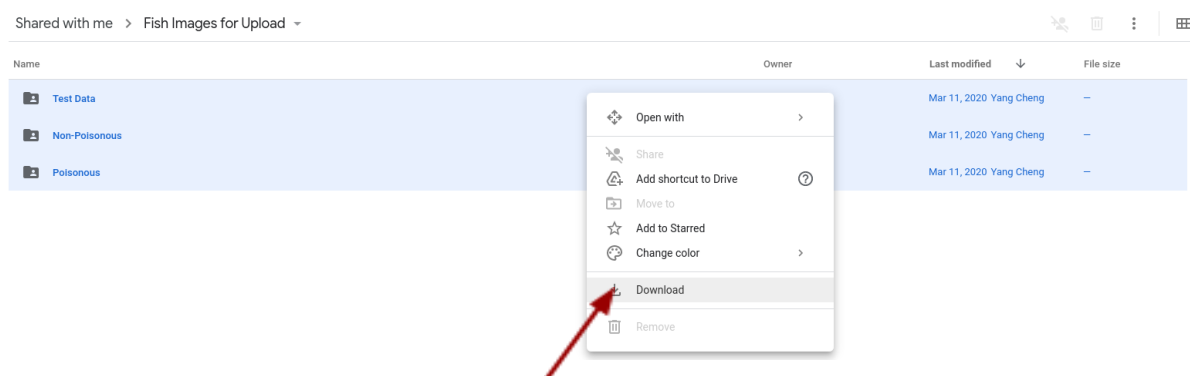 Shared with me > Fish Images for Upload
Name Owner Last modified File size
Test Data Mar 11, 2020 Yang Cheng —
Non-Poisonous Mar 11, 2020 Yang Cheng —
Poisonous Mar 11, 2020 Yang Cheng —
Open with
Share
Add shortcut to Drive
Move to
Add to Starred
Change color
Download
Remove